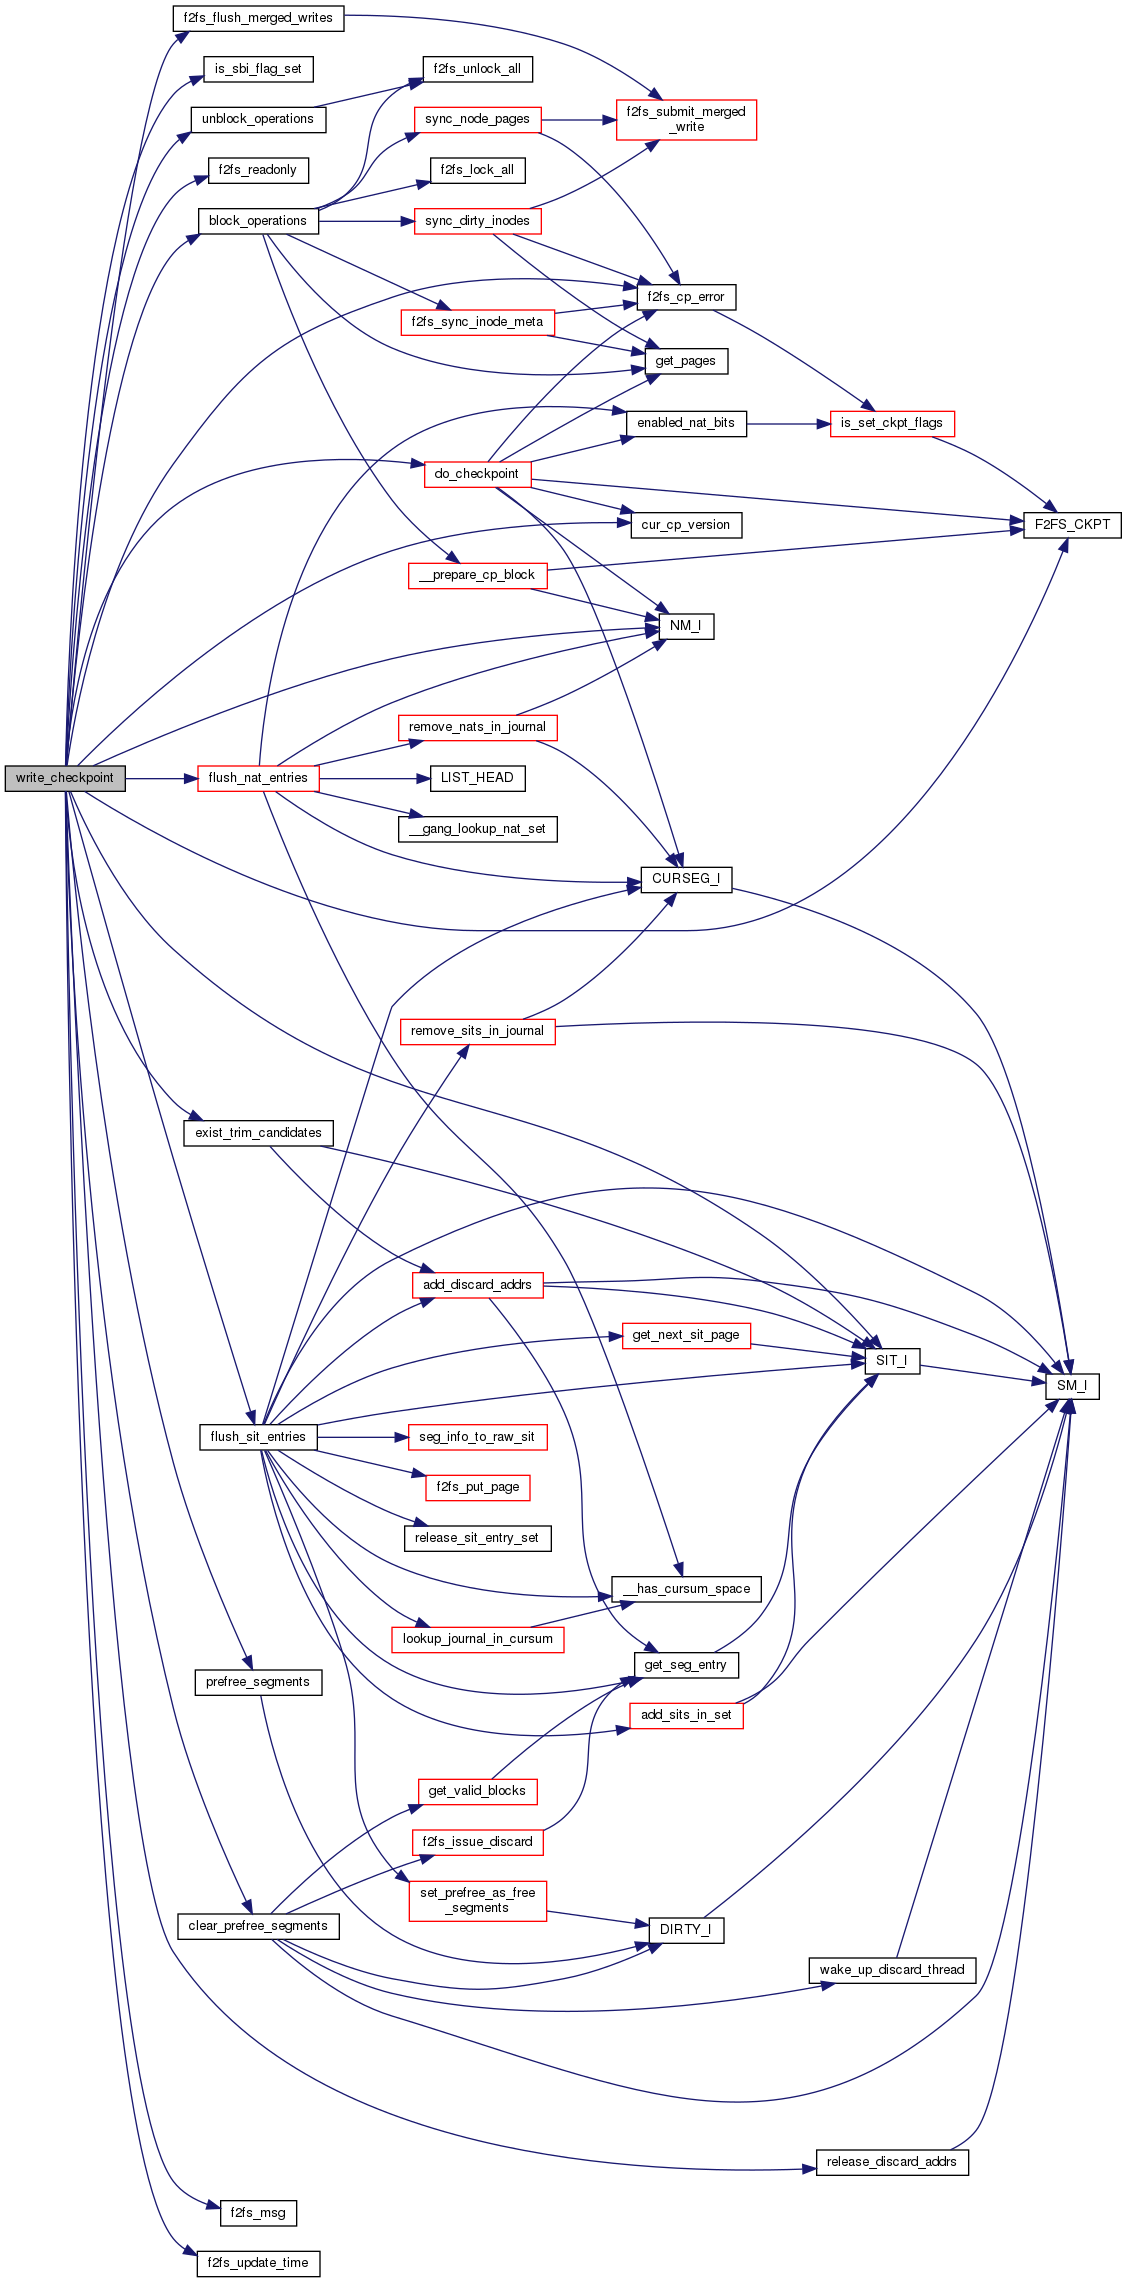 f2fs_flush_merged_writes
is_sbi_flag_set
f2fs_unlock_all
unblock_operations
sync_node_pages
f2fs_submit_merged
_write
f2fs_readonly
f2fs_lock_all
block_operations
sync_dirty_inodes
f2fs_cp_error
f2fs_sync_inode_meta
get_pages
enabled_nat_bits
is_set_ckpt_flags
do_checkpoint
cur_cp_version
F2FS_CKPT
__prepare_cp_block
NM_I
remove_nats_in_journal
write_checkpoint
flush_nat_entries
LIST_HEAD
__gang_lookup_nat_set
CURSEG_I
remove_sits_in_journal
exist_trim_candidates
add_discard_addrs
get_next_sit_page
SIT_I
SM_I
flush_sit_entries
seg_info_to_raw_sit
f2fs_put_page
release_sit_entry_set
__has_cursum_space
lookup_journal_in_cursum
get_seg_entry
prefree_segments
add_sits_in_set
get_valid_blocks
f2fs_issue_discard
set_prefree_as_free
_segments
clear_prefree_segments
DIRTY_I
wake_up_discard_thread
release_discard_addrs
f2fs_msg
f2fs_update_time